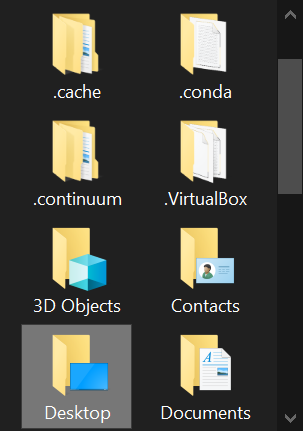 .cache
.conda
.continuum
.VirtualBox
3D Objects
Contacts
Desktop
Documents